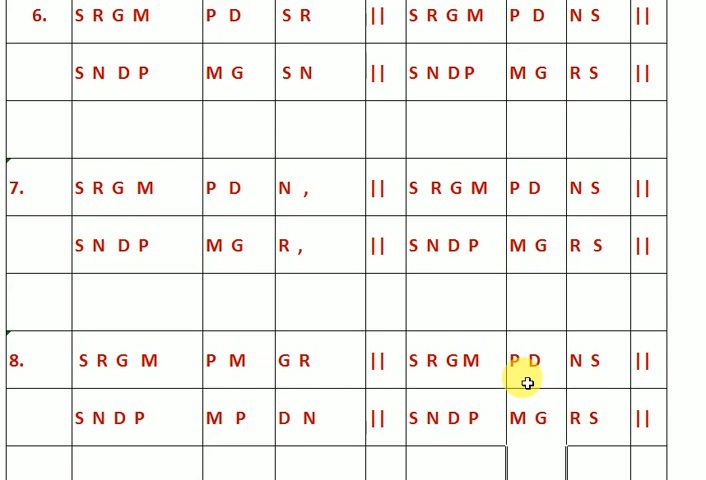 6. S R G M P D S R || S R G M P D N S ||
S N D P M G S N || S N D P M G R S ||
7. S R G M P D N , || S R G M P D N S ||
S N D P M G R , || S N D P M G R S ||
8. S R G M P M G R || S R G M P D N S ||
S N D P M P D N || S N D P M G R S ||